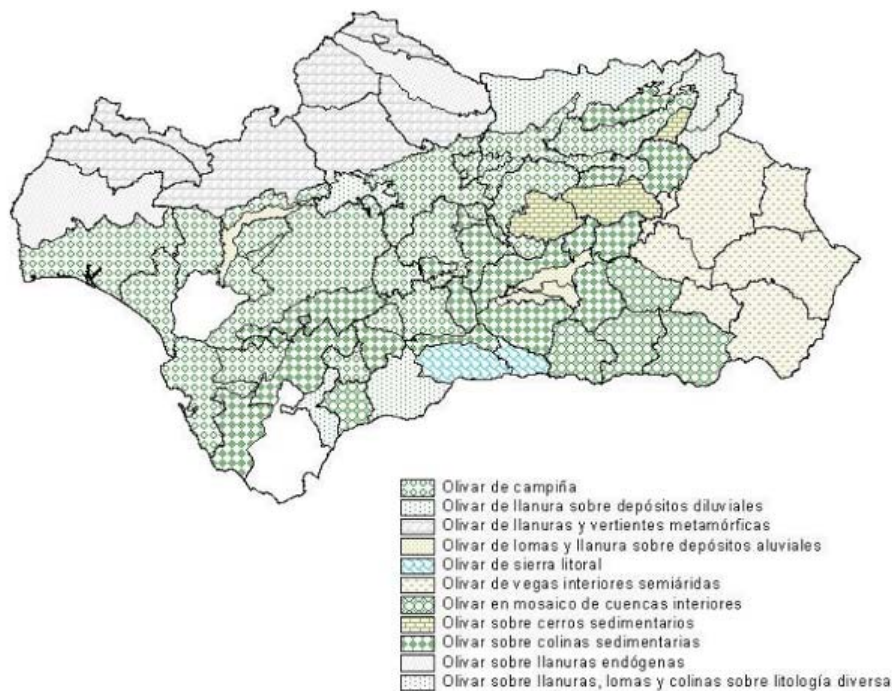 Olivar de campiña
Olivar de llanura sobre depósitos diluviales
Olivar de llanuras y vertientes metamórficas
Olivar de lomas y llanura sobre depósitos aluviales
Olivar de sierra litoral
Olivar de vegas interiores semiáridas
Olivar en mosaico de cuencas interiores
Olivar sobre cerros sedimentarios
Olivar sobre colinas sedimentarias
Olivar sobre llanuras endógenas
Olivar sobre llanuras, lomas y colinas sobre litología diversa